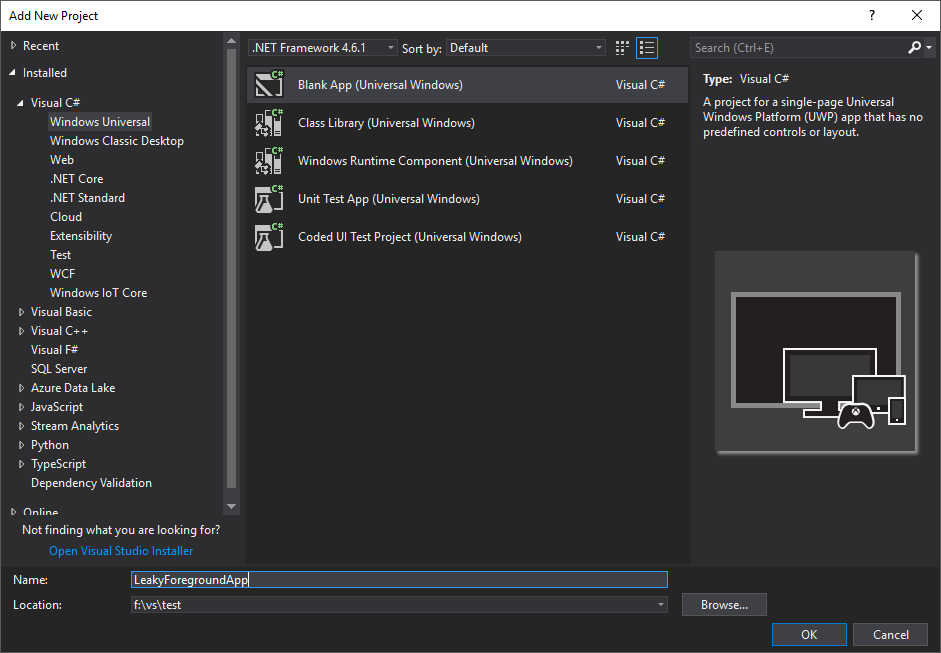 Add New Project
?
Recent
Installed
Visual C#
Windows Universal
Windows Classic Desktop
Web
.NET Core
.NET Standard
Cloud
Extensibility
Test
WCF
Windows IoT Core
Visual Basic
Visual C++
Visual F#
SQL Server
Azure Data Lake
JavaScript
Stream Analytics
Python
TypeScript
Dependency Validation
Online
Not finding what you are looking for?
Open Visual Studio Installer
.NET Framework 4.6.1 Sort by: Default
C# Blank App (Universal Windows) Visual C#
C# Class Library (Universal Windows) Visual C#
C# Windows Runtime Component (Universal Windows) Visual C#
C# Unit Test App (Universal Windows) Visual C#
C# Coded UI Test Project (Universal Windows) Visual C#
Search (Ctrl+E)
Type: Visual C#
A project for a single-page Universal
Windows Platform (UWP) app that has no
predefined controls or layout.
Name: LeakyForegroundApp
Location: f:\vs\test
Browse...
OK Cancel